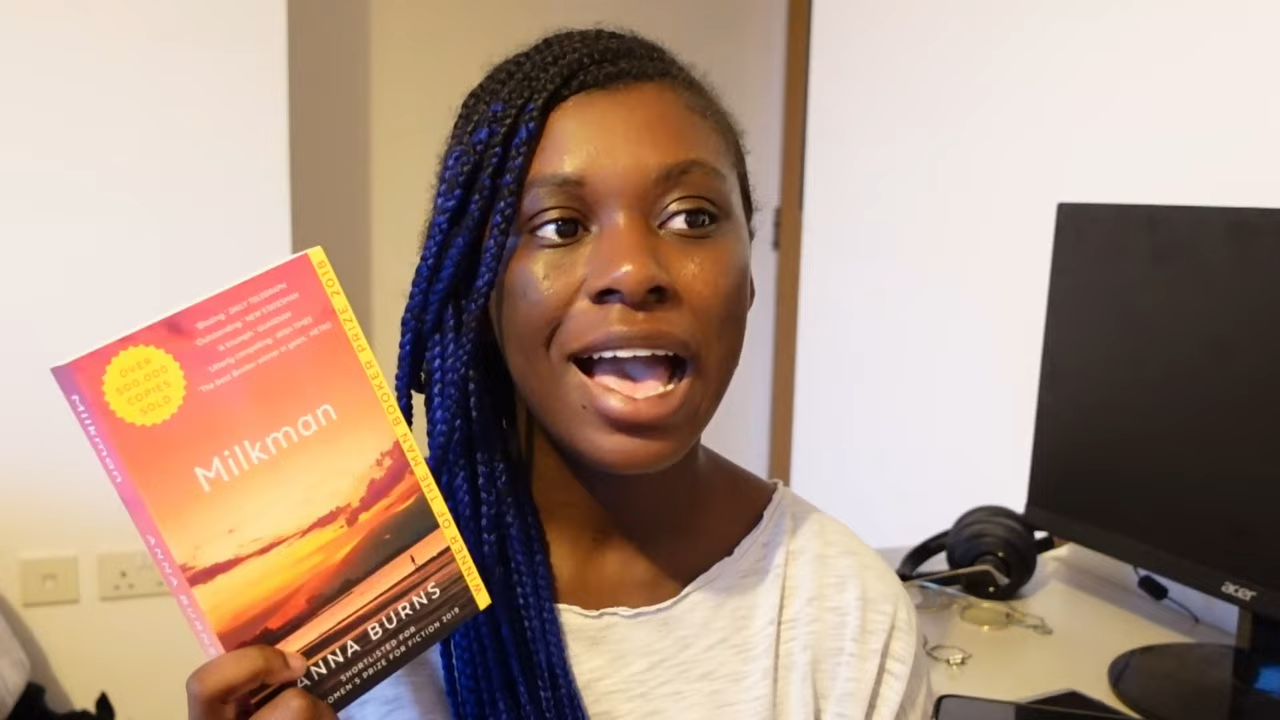 'Blazing.' DAILY TELEGRAPH
'Outstanding.' NEW STATESMAN
'A triumph.' GUARDIAN
'Utterly compelling.' IRISH TIMES
'The best Booker winner in years.' METRO
OVER
500,000
COPIES
SOLD
Milkman
ANNA BURNS
SHORTLISTED FOR
WOMEN'S PRIZE FOR FICTION 2019
WINNER OF THE MAN BOOKER PRIZE 2018
Milkman
ANNA BURNS
acer